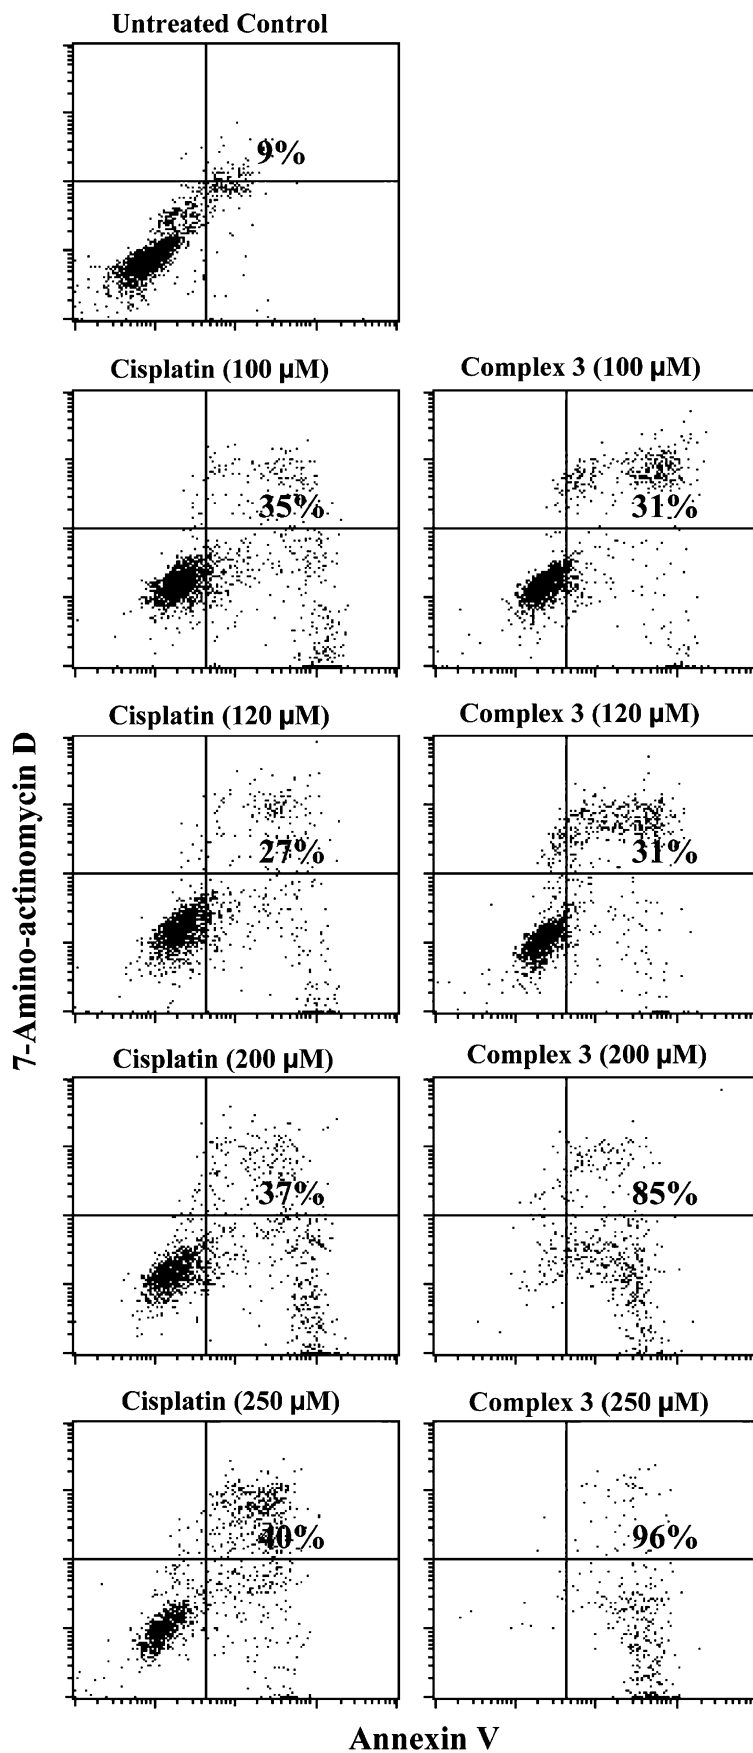 Untreated Control
9%
Cisplatin (100 µM)
Complex 3 (100 µM)
35%
31%
Cisplatin (120 µM)
Complex 3 (120 µM)
27%
31%
7-Amino-actinomycin D
Cisplatin (200 µM)
Complex 3 (200 µM)
37%
85%
Cisplatin (250 µM)
Complex 3 (250 µM)
40%
96%
Annexin V